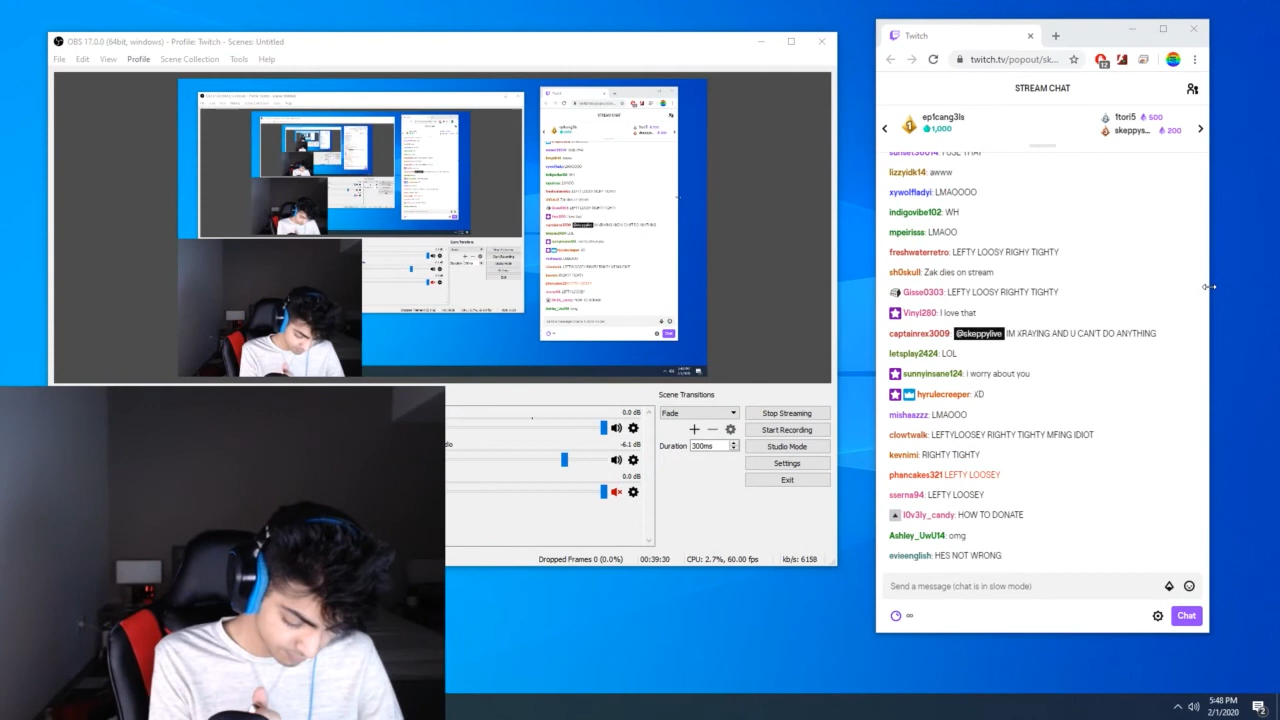 OBS 17.0.0 (64bit, windows) - Profile: Twitch - Scenes: Untitled
File Edit View Profile Scene Collection Tools Help
Scene Transitions
0.0 dB
Fade
Stop Streaming
Start Recording
-6.1 dB
Duration 300ms
Studio Mode
Settings
0.0 dB
Exit
Dropped Frames 0 (0.0%) 00:39:30 CPU: 2.7%, 60.00 fps kb/s: 6158
Twitch
twitch.tv/popout/sk...
12
STREAM CHAT
ep1cang3ls
1,000
ttori5 500
skeppys... 200
lizzyidk14: awww
xywolfladyi: LMAOOOO
indigovibe102: WH
mpeirisss: LMAOO
freshwaterretro: LEFTY LOOSY RIGHY TIGHTY
sh0skull: Zak dies on stream
Gisse0303: LEFTY LOOSY RIGHTY TIGHTY
Vinyl280: I love that
captainrex3009: @skeppylive IM XRAYING AND U CAN'T DO ANYTHING
letsplay2424: LOL
sunnyinsane124: i worry about you
hyrulecreeper: XD
mishaazzz: LMAOOO
clowtwalk: LEFTYLOOSEY RIGHTY TIGHTY MFING IDIOT
kevnimi: RIGHTY TIGHTY
phancakes321 LEFTY LOOSEY
sserna94: LEFTY LOOSEY
l0v3ly_candy: HOW TO DONATE
Ashley_UwU14: omg
evieenglish: HES NOT WRONG
Send a message (chat is in slow mode)
Chat
5:48 PM
2/1/2020
2